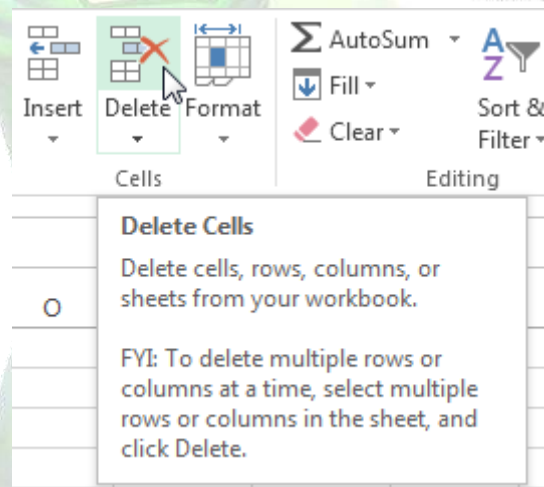 AutoSum
Fill
Clear
Insert Delete Format
Sort &
Filter
Cells Editing
Delete Cells
Delete cells, rows, columns, or
sheets from your workbook.
O
FYI: To delete multiple rows or
columns at a time, select multiple
rows or columns in the sheet, and
click Delete.